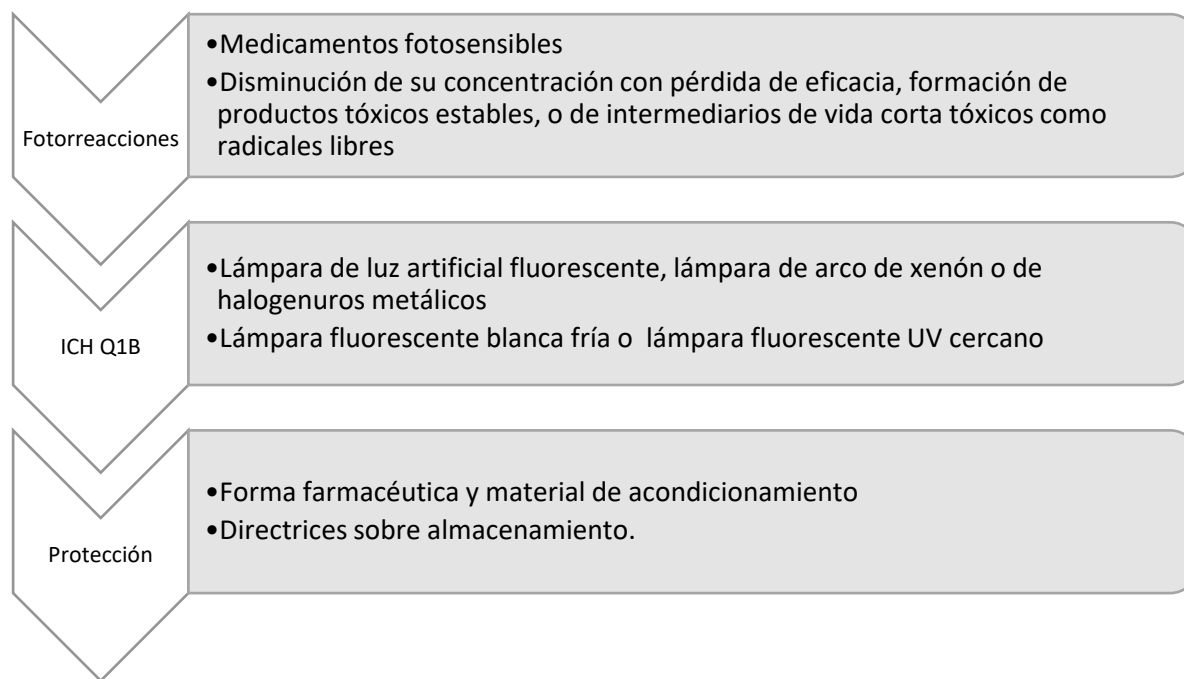 Fotorreacciones
•Medicamentos fotosensibles
•Disminución de su concentración con pérdida de eficacia, formación de
productos tóxicos estables, o de intermediarios de vida corta tóxicos como
radicales libres
ICH Q1B
•Lámpara de luz artificial fluorescente, lámpara de arco de xenón o de
halogenuros metálicos
•Lámpara fluorescente blanca fría o lámpara fluorescente UV cercano
Protección
•Forma farmacéutica y material de acondicionamiento
•Directrices sobre almacenamiento.